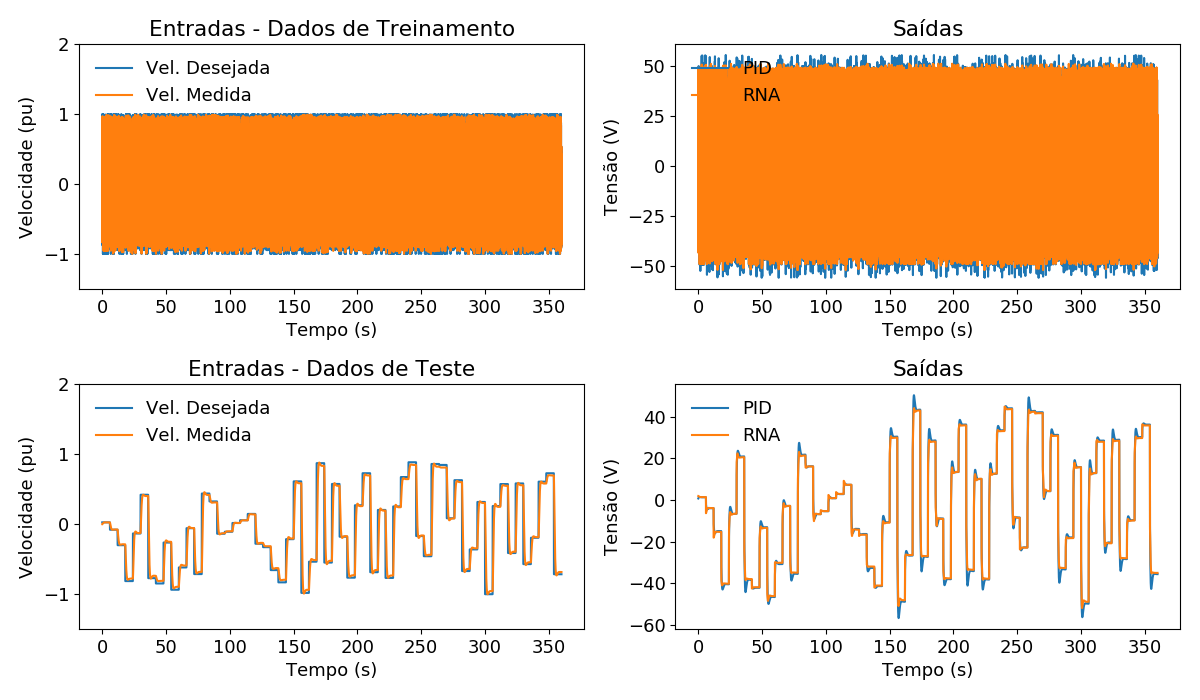 Entradas - Dados de Treinamento
2
1
0
−1
Velocidade (pu)
Vel. Desejada
Vel. Medida
0 50 100 150 200 250 300 350
Tempo (s)
Saídas
50
25
0
−25
−50
Tensão (V)
PID
RNA
0 50 100 150 200 250 300 350
Tempo (s)
Entradas - Dados de Teste
2
1
0
−1
Velocidade (pu)
Vel. Desejada
Vel. Medida
0 50 100 150 200 250 300 350
Tempo (s)
Saídas
40
20
0
−20
−40
−60
Tensão (V)
PID
RNA
0 50 100 150 200 250 300 350
Tempo (s)